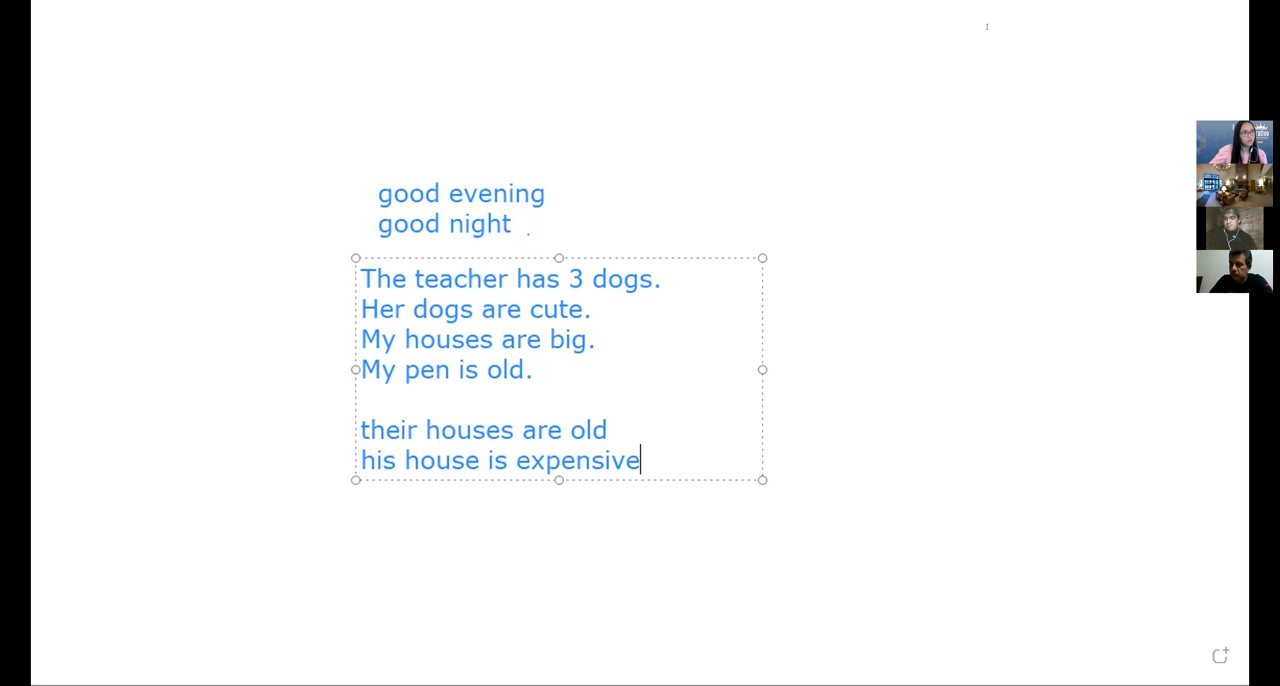 good evening
good night
The teacher has 3 dogs.
Her dogs are cute.
My houses are big.
My pen is old.
their houses are old
his house is expensive